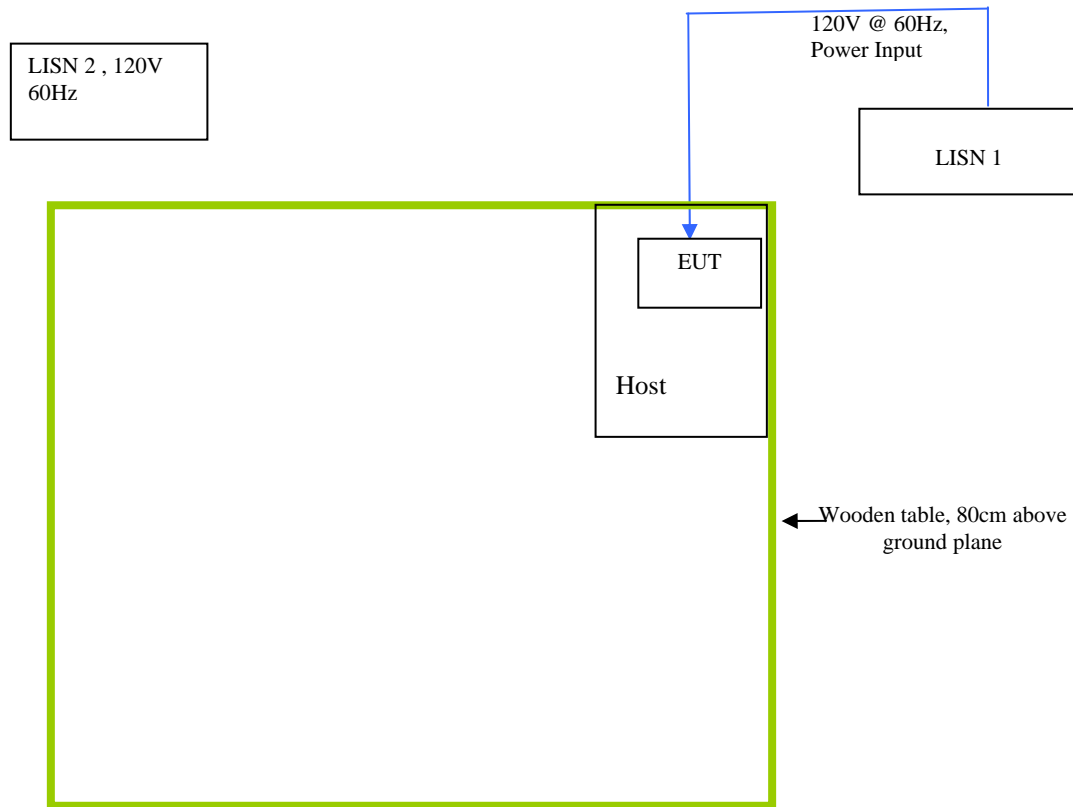 120V @ 60Hz,
Power Input
LISN 2 , 120V
60Hz
LISN 1
EUT
Host
Wooden table, 80cm above
ground plane